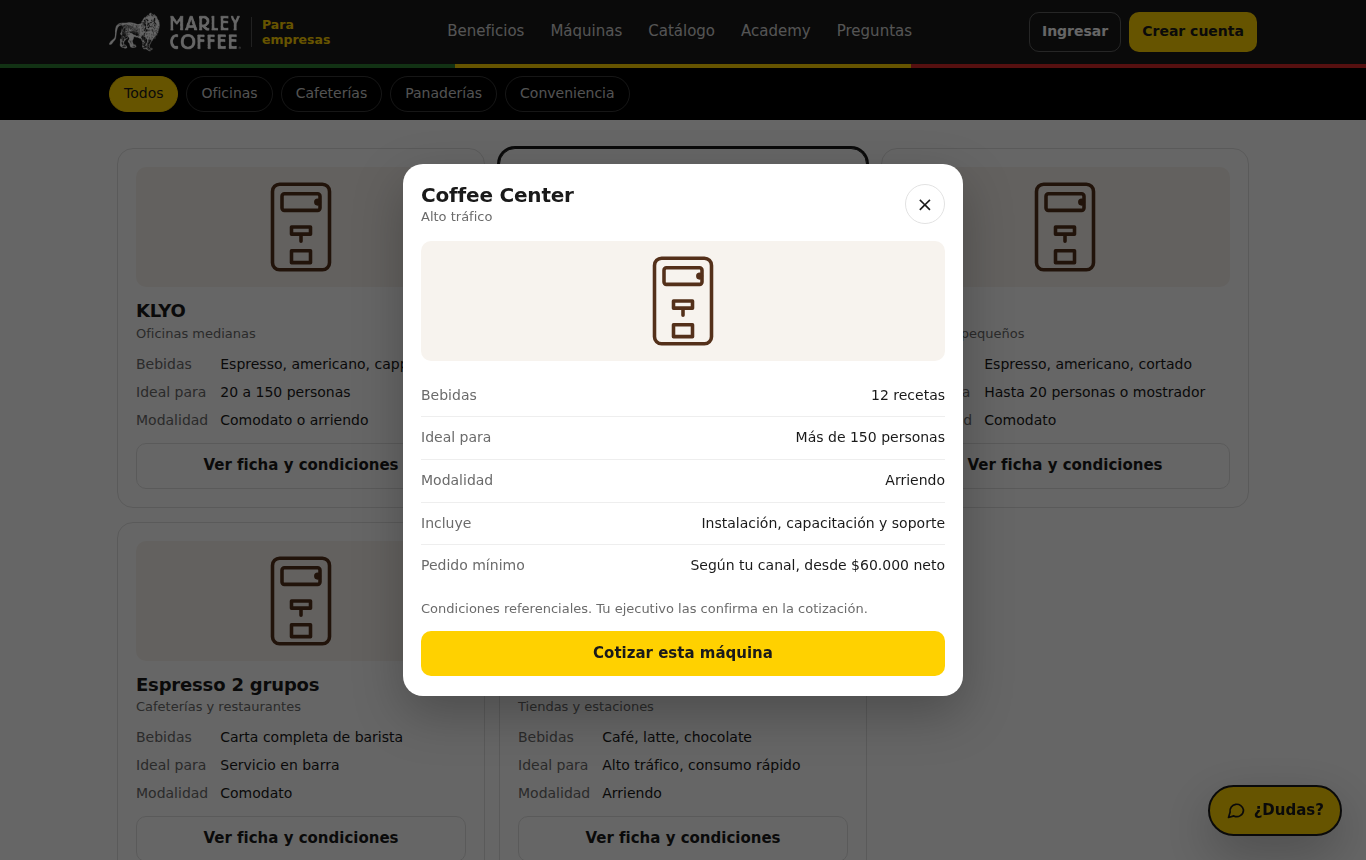 MARLEY
COFFEE
Para
empresas
Beneficios
Máquinas
Catálogo
Academy
Preguntas
Ingresar
Crear cuenta
Todos
Oficinas
Cafeterías
Panaderías
Conveniencia
Coffee Center
Alto tráfico
Bebidas 12 recetas
Ideal para Más de 150 personas
Modalidad Arriendo
Incluye Instalación, capacitación y soporte
Pedido mínimo Según tu canal, desde $60.000 neto
Condiciones referenciales. Tu ejecutivo las confirma en la cotización.
Cotizar esta máquina
KLYO
Oficinas medianas
Bebidas Espresso, americano,
Ideal para 20 a 150 personas
Modalidad Comodato o arriendo
Ver ficha y condiciones
pequeños
Espresso, americano, cortado
Hasta 20 personas o mostrador
Comodato
Ver ficha y condiciones
Espresso 2 grupos
Cafeterías y restaurantes
Bebidas Carta completa de barista
Ideal para Servicio en barra
Modalidad Comodato
Ver ficha y condiciones
Tiendas y estaciones
Bebidas Café, latte, chocolate
Ideal para Alto tráfico, consumo rápido
Modalidad Arriendo
Ver ficha y condiciones
¿Dudas?